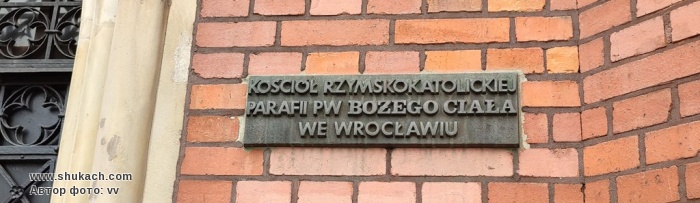 KOŚCIÓŁ RZYMSKOKATOLICKIEJ
PARAFII PW BOŻEGO CIAŁA
WE WROCŁAWIU
www.shukach.com
Автор фото: vv